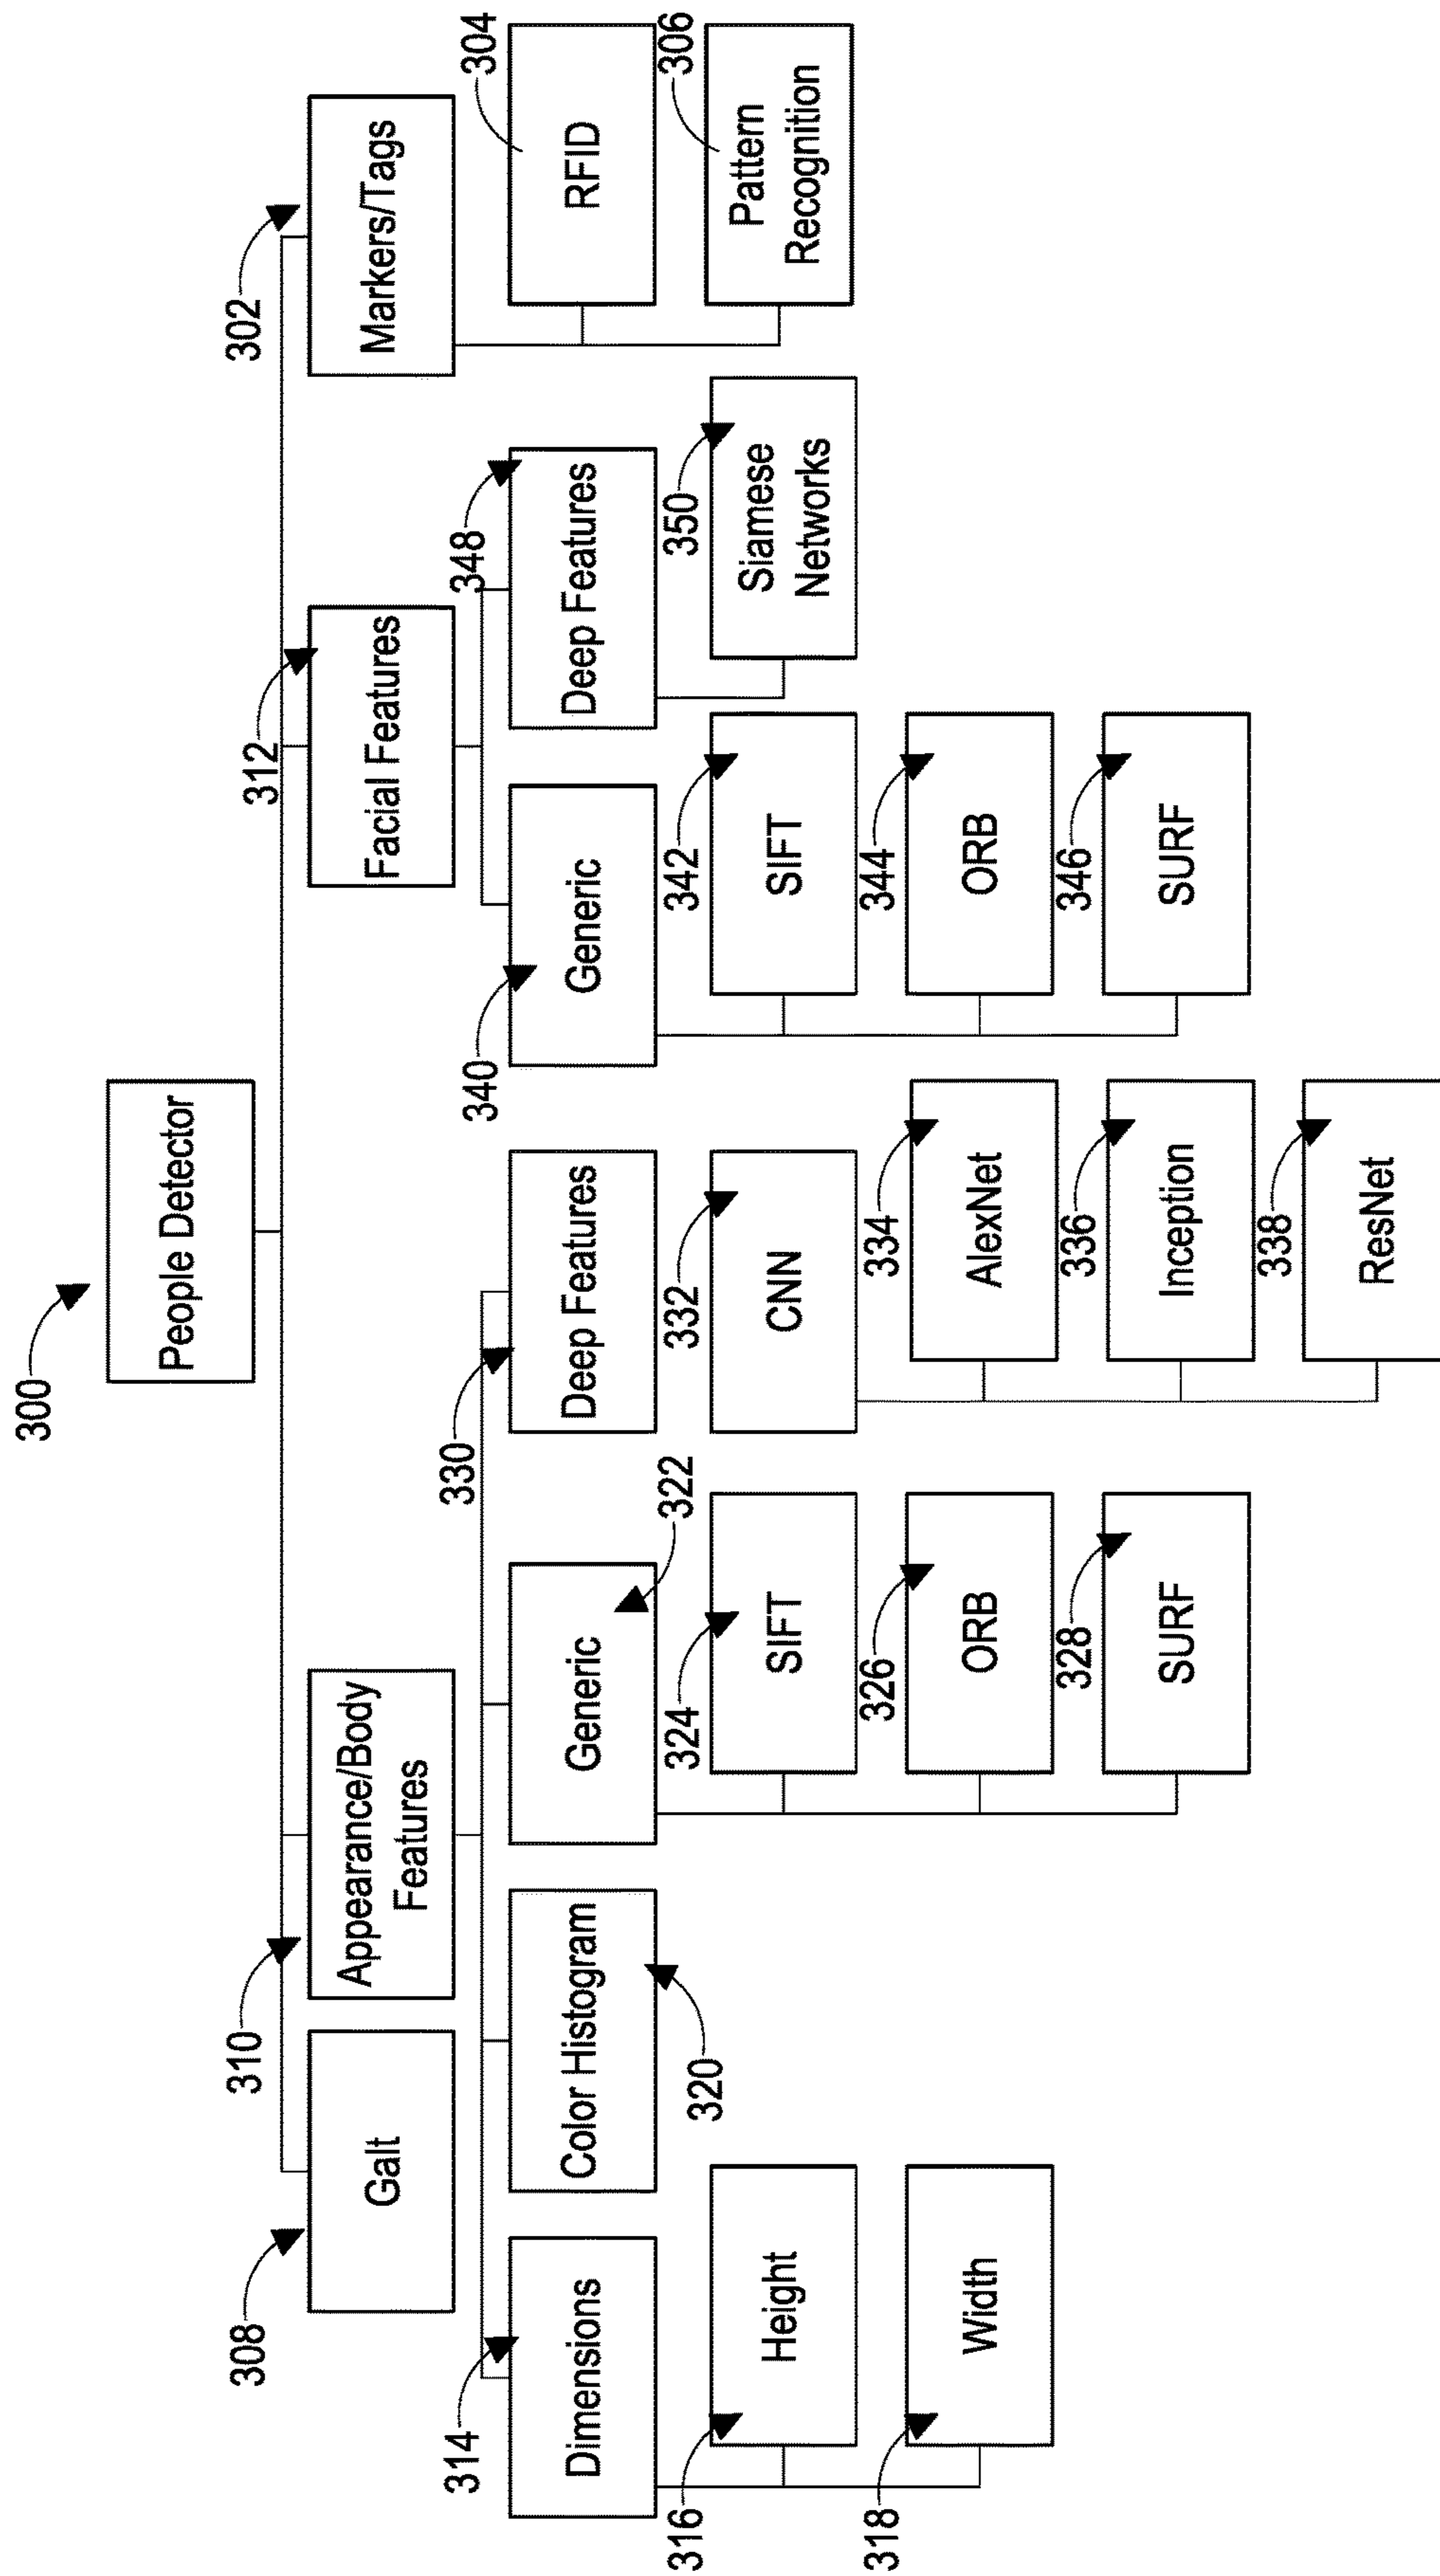 300
People Detector
308
310
312
302
Galt
Appearance/Body
Features
Facial Features
Markers/Tags
314
330
340
348
304
Dimensions
Color Histogram
Generic
Deep Features
Generic
Deep Features
RFID
316
320
324
322
332
342
350
306
Height
SIFT
CNN
SIFT
Siamese
Networks
Pattern
Recognition
318
326
334
344
Width
ORB
AlexNet
ORB
328
336
346
SURF
Inception
SURF
338
ResNet